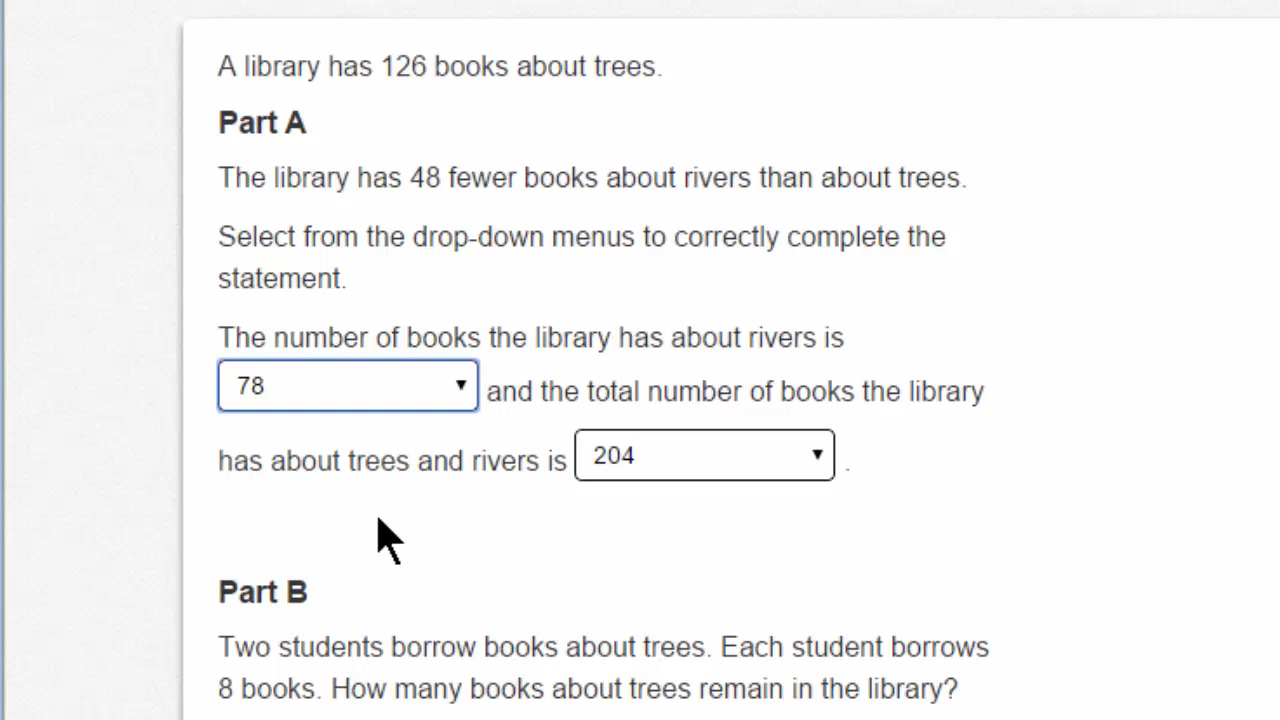 A library has 126 books about trees.
Part A
The library has 48 fewer books about rivers than about trees.
Select from the drop-down menus to correctly complete the
statement.
The number of books the library has about rivers is
78 and the total number of books the library
has about trees and rivers is 204 .
Part B
Two students borrow books about trees. Each student borrows
8 books. How many books about trees remain in the library?